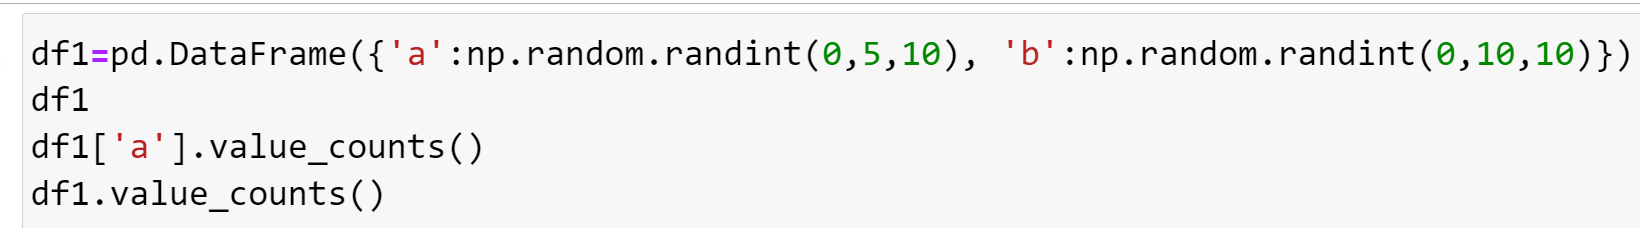 df1=pd.DataFrame({'a':np.random.randint(0,5,10), 'b':np.random.randint(0,10,10)})
df1
df1['a'].value_counts()
df1.value_counts()